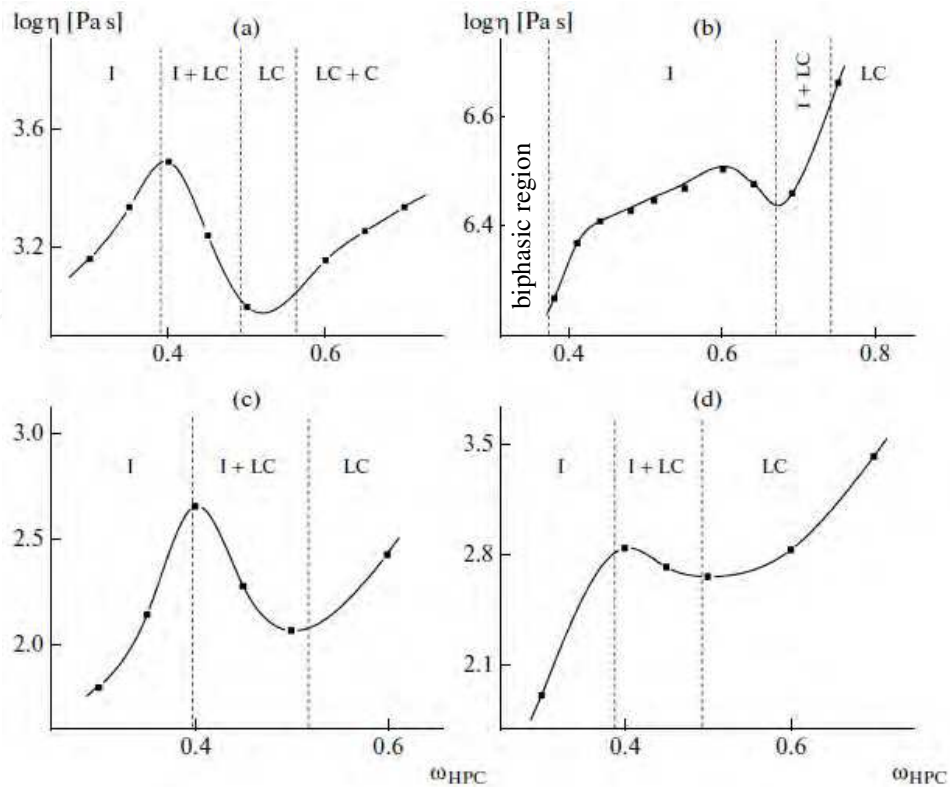 log η [Pa s]
(a)
I
I + LC
LC
LC + C
3.6
3.2
0.4
0.6
log η [Pa s]
(b)
biphasic region
I
I + LC
LC
6.6
6.4
0.4
0.6
0.8
(c)
I
I + LC
LC
3.0
2.5
2.0
0.4
0.6
ωHPC
(d)
I
I + LC
LC
3.5
2.8
2.1
0.4
0.6
ωHPC